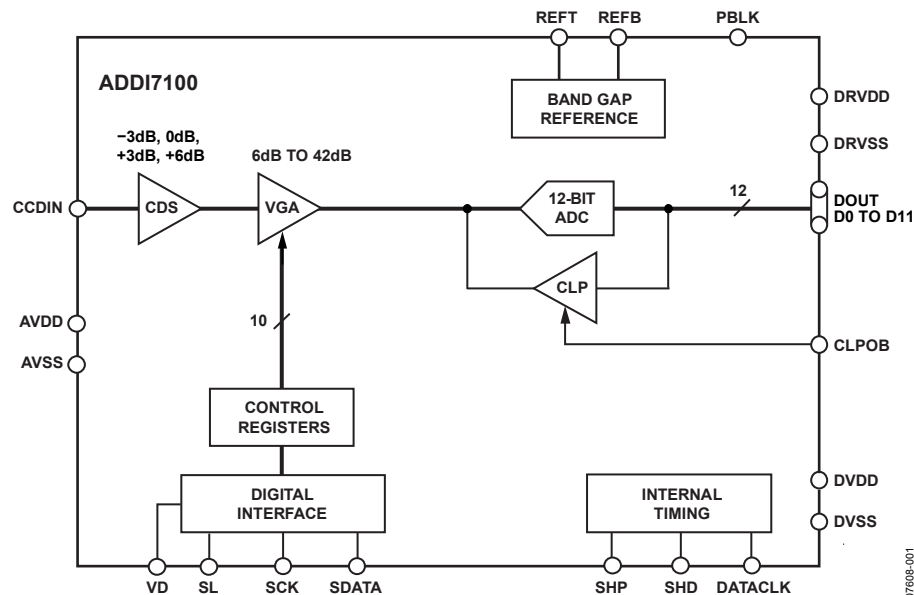 REFT REFB PBLK
ADDI7100
BAND GAP
REFERENCE
DRVDD
DRVSS
−3dB, 0dB,
+3dB, +6dB
6dB TO 42dB
CCDIN
CDS
VGA
12-BIT
ADC
12
DOUT
D0 TO D11
CLP
10
AVDD
AVSS
CLPOB
CONTROL
REGISTERS
DIGITAL
INTERFACE
INTERNAL
TIMING
DVDD
DVSS
VD SL SCK SDATA SHP SHD DATACLK
07608-001